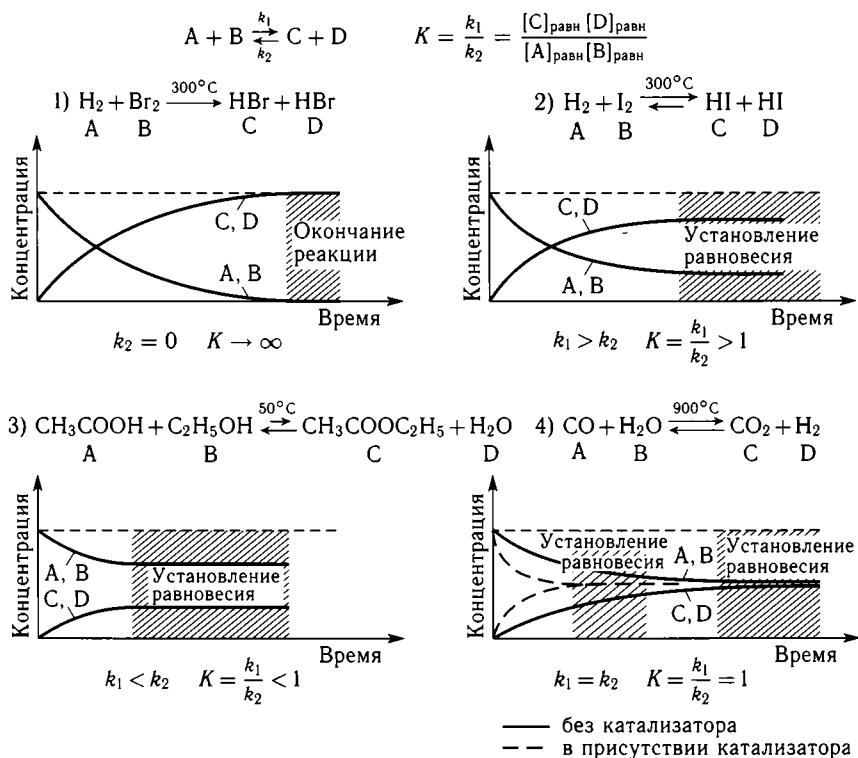 A + B ⇄ C + D   k₁ k₂   K = k₁/k₂ = [C]равн [D]равн / [A]равн [B]равн
1) H₂ + Br₂ →(300°C) HBr + HBr
A B C D
Концентрация
C, D
A, B
Окончание
реакции
Время
k₂ = 0   K → ∞
2) H₂ + I₂ ⇄(300°C) HI + HI
A B C D
Концентрация
C, D
A, B
Установление
равновесия
Время
k₁ > k₂   K = k₁/k₂ > 1
3) CH₃COOH + C₂H₅OH ⇄(50°C) CH₃COOC₂H₅ + H₂O
A B C D
Концентрация
A, B
C, D
Установление
равновесия
Время
k₁ < k₂   K = k₁/k₂ < 1
4) CO + H₂O ⇄(900°C) CO₂ + H₂
A B C D
Концентрация
Установление
равновесия
A, B
C, D
Установление
равновесия
Время
k₁ = k₂   K = k₁/k₂ = 1
без катализатора
в присутствии катализатора